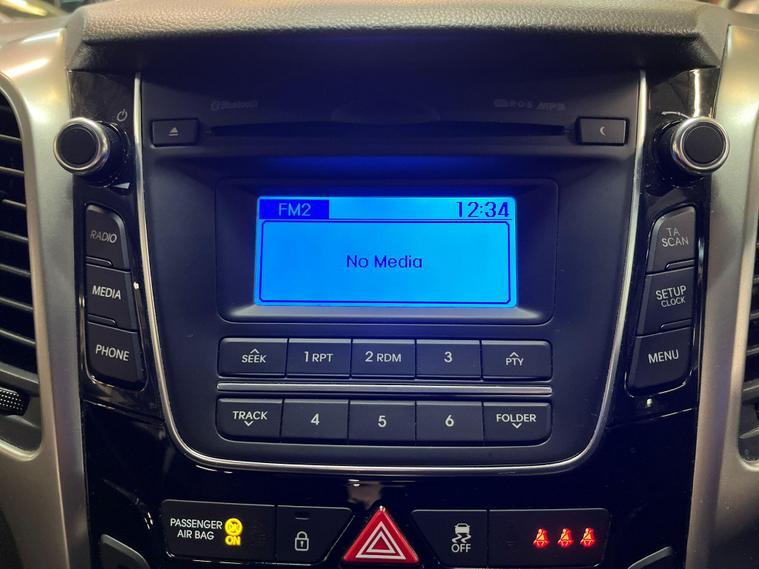 Bluetooth RDS MP3
FM2 12:34
No Media
RADIO
MEDIA
PHONE
TA
SCAN
SETUP
CLOCK
MENU
SEEK 1 RPT 2 RDM 3 PTY
TRACK 4 5 6 FOLDER
PASSENGER
AIR BAG ON
OFF